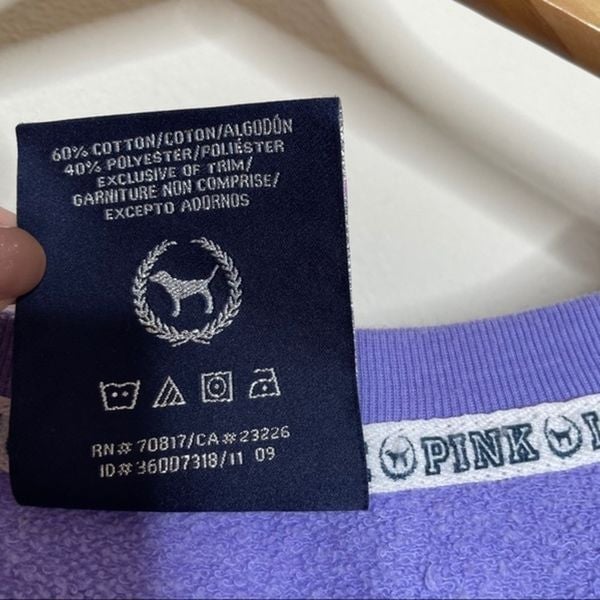 60% COTTON/COTON/ALGODÓN
40% POLYESTER/POLIÉSTER
EXCLUSIVE OF TRIM/
GARNITURE NON COMPRISE/
EXCEPTO ADORNOS
RN# 70817/CA#23226
ID# 36007318/11 09
PINK